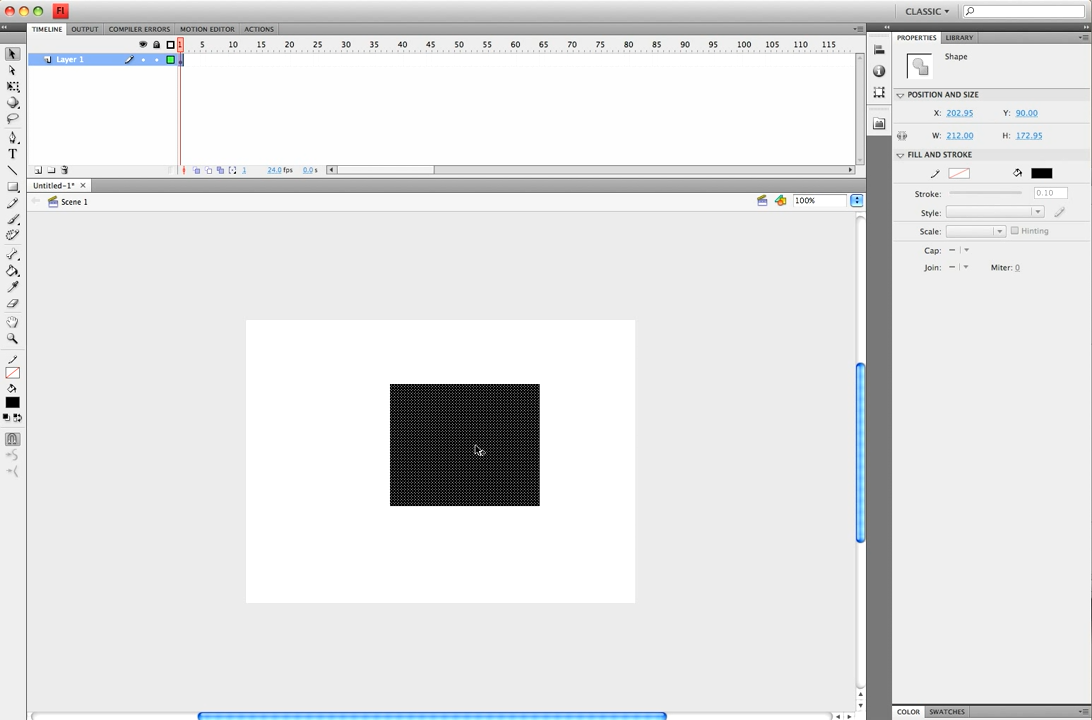 Fl CLASSIC
TIMELINE OUTPUT COMPILER ERRORS MOTION EDITOR ACTIONS
PROPERTIES LIBRARY
1 5 10 15 20 25 30 35 40 45 50 55 60 65 70 75 80 85 90 95 100 105 110 115
Layer 1
Shape
POSITION AND SIZE
X: 202.95 Y: 90.00
W: 212.00 H: 172.95
FILL AND STROKE
Stroke: 0.10
Style:
Scale: Hinting
Cap:
Join: Miter: 0
1 24.0 fps 0.0 s
Untitled-1*
Scene 1
100%
T
COLOR SWATCHES